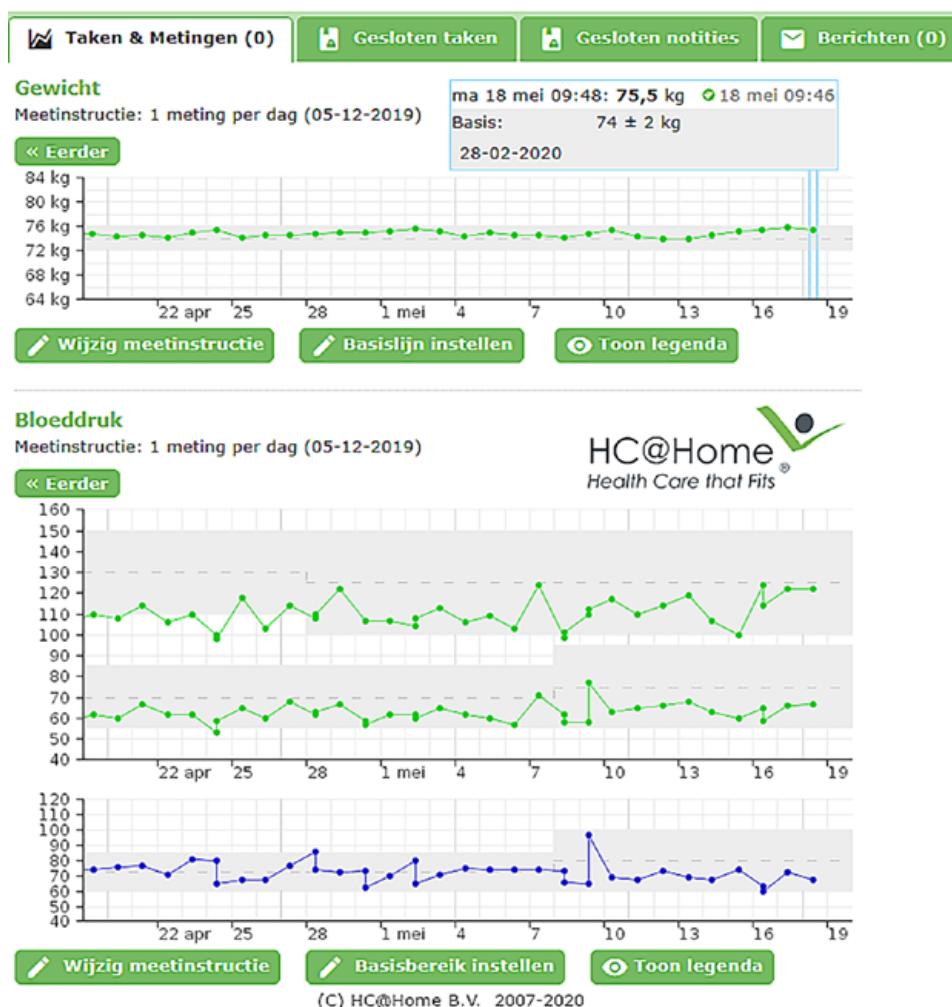 Taken & Metingen (0) Gesloten taken Gesloten notities Berichten (0)
Gewicht
Meetinstructie: 1 meting per dag (05-12-2019)
ma 18 mei 09:48: 75,5 kg 18 mei 09:46
Basis: 74 ± 2 kg
28-02-2020
« Eerder
84 kg
80 kg
76 kg
72 kg
68 kg
64 kg
22 apr 25 28 1 mei 4 7 10 13 16 19
Wijzig meetinstructie Basislijn instellen Toon legenda
Bloeddruk
Meetinstructie: 1 meting per dag (05-12-2019)
HC@Home®
Health Care that Fits
« Eerder
160
150
140
130
120
110
100
90
80
70
60
50
40
22 apr 25 28 1 mei 4 7 10 13 16 19
120
110
100
90
80
70
60
50
40
22 apr 25 28 1 mei 4 7 10 13 16 19
Wijzig meetinstructie Basisbereik instellen Toon legenda
(C) HC@Home B.V. 2007-2020